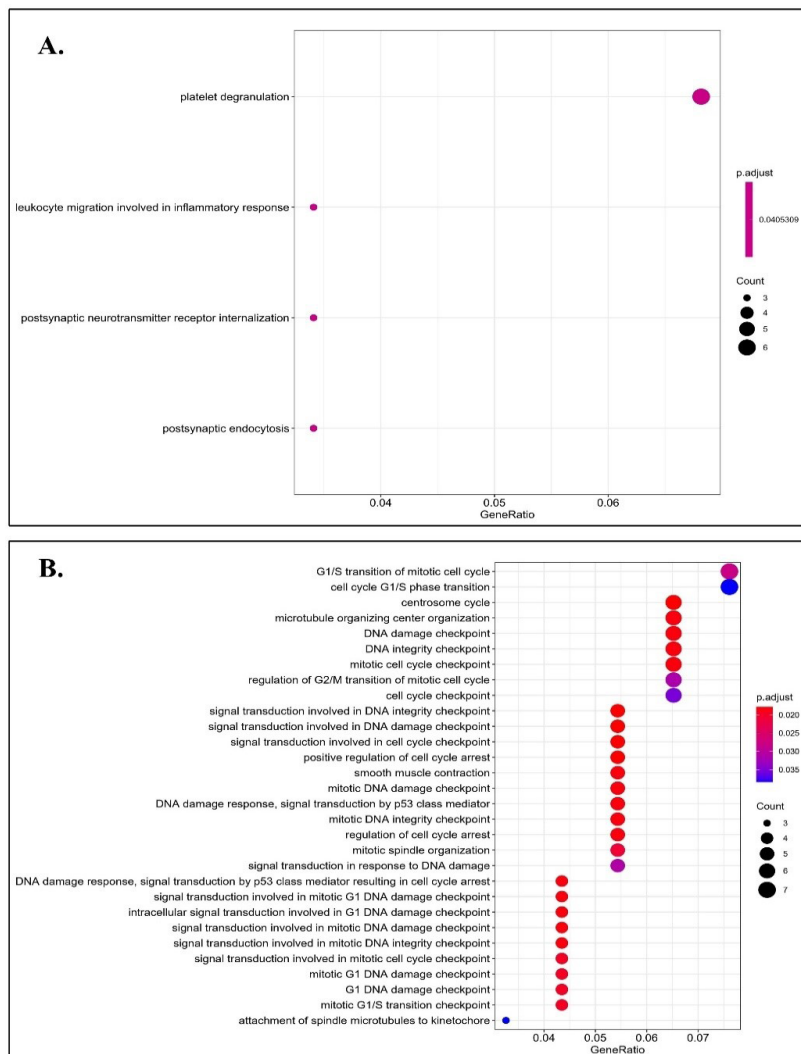 A.
platelet degranulation
leukocyte migration involved in inflammatory response
postsynaptic neurotransmitter receptor internalization
postsynaptic endocytosis
0.04 0.05 0.06
GeneRatio
p.adjust
0.0405309
Count
3
4
5
6
B.
G1/S transition of mitotic cell cycle
cell cycle G1/S phase transition
centrosome cycle
microtubule organizing center organization
DNA damage checkpoint
DNA integrity checkpoint
mitotic cell cycle checkpoint
regulation of G2/M transition of mitotic cell cycle
cell cycle checkpoint
signal transduction involved in DNA integrity checkpoint
signal transduction involved in DNA damage checkpoint
signal transduction involved in cell cycle checkpoint
positive regulation of cell cycle arrest
smooth muscle contraction
mitotic DNA damage checkpoint
DNA damage response, signal transduction by p53 class mediator
mitotic DNA integrity checkpoint
regulation of cell cycle arrest
mitotic spindle organization
signal transduction in response to DNA damage
DNA damage response, signal transduction by p53 class mediator resulting in cell cycle arrest
signal transduction involved in mitotic G1 DNA damage checkpoint
intracellular signal transduction involved in G1 DNA damage checkpoint
signal transduction involved in mitotic DNA damage checkpoint
signal transduction involved in mitotic DNA integrity checkpoint
signal transduction involved in mitotic cell cycle checkpoint
mitotic G1 DNA damage checkpoint
G1 DNA damage checkpoint
mitotic G1/S transition checkpoint
attachment of spindle microtubules to kinetochore
0.04 0.05 0.06 0.07
GeneRatio
p.adjust
0.020
0.025
0.030
0.035
Count
3
4
5
6
7